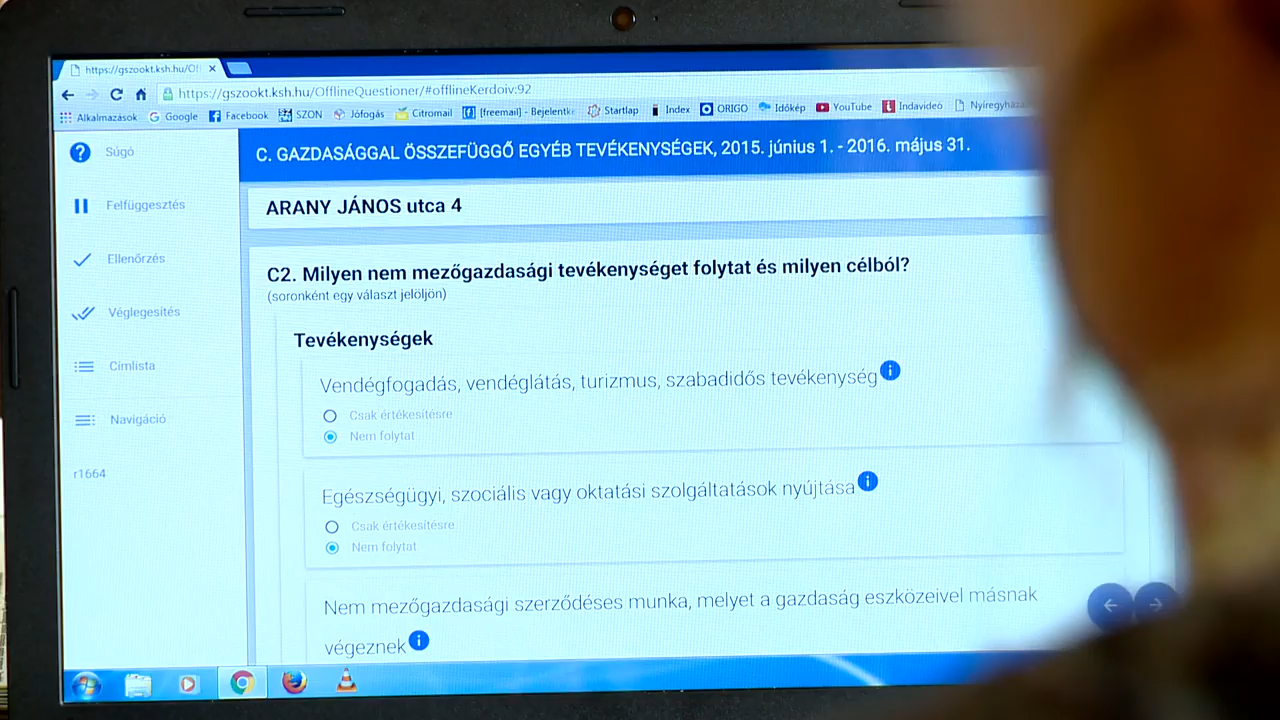 https://gszookt.ksh.hu/Of
https://gszookt.ksh.hu/OfflineQuestioner/#offlineKerdoiv:92
Alkalmazások Google Facebook SZON Jófogás Citromail [freemail] - Bejelentk Startlap Index ORIGO Időkép YouTube Indavideó Nyíregyháza
Súgó
Felfüggesztés
Ellenőrzés
Véglegesítés
Címlista
Navigáció
r1664
C. GAZDASÁGGAL ÖSSZEFÜGGŐ EGYÉB TEVÉKENYSÉGEK, 2015. június 1. - 2016. május 31.
ARANY JÁNOS utca 4
C2. Milyen nem mezőgazdasági tevékenységet folytat és milyen célból?
(soronként egy választ jelöljön)
Tevékenységek
Vendégfogadás, vendéglátás, turizmus, szabadidős tevékenység
Csak értékesítésre
Nem folytat
Egészségügyi, szociális vagy oktatási szolgáltatások nyújtása
Csak értékesítésre
Nem folytat
Nem mezőgazdasági szerződéses munka, melyet a gazdaság eszközeivel másnak
végeznek